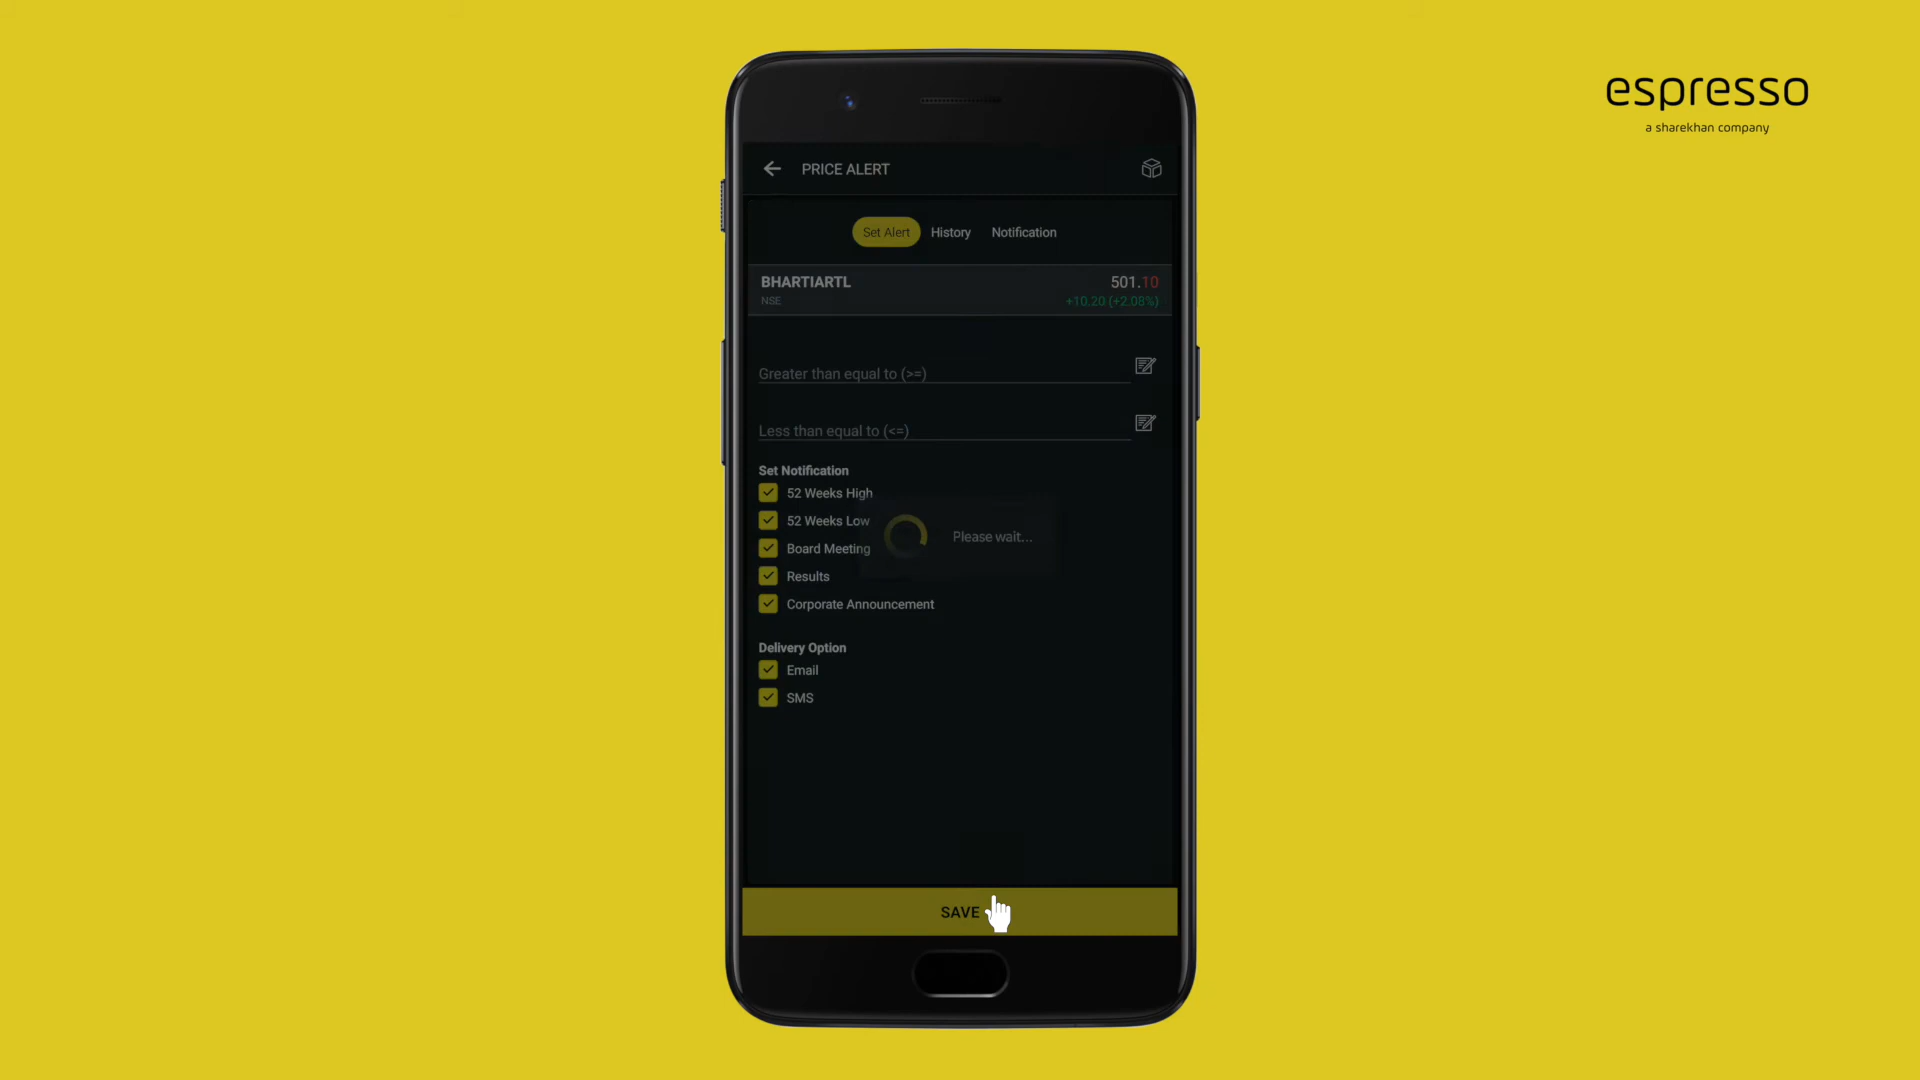 espresso
a sharekhan company
PRICE ALERT
Set Alert History Notification
BHARTIARTL 501.10
NSE +10.20 (+2.08%)
Greater than equal to (>=)
Less than equal to (<=)
Set Notification
52 Weeks High
52 Weeks Low
Please wait...
Board Meeting
Results
Corporate Announcement
Delivery Option
Email
SMS
SAVE